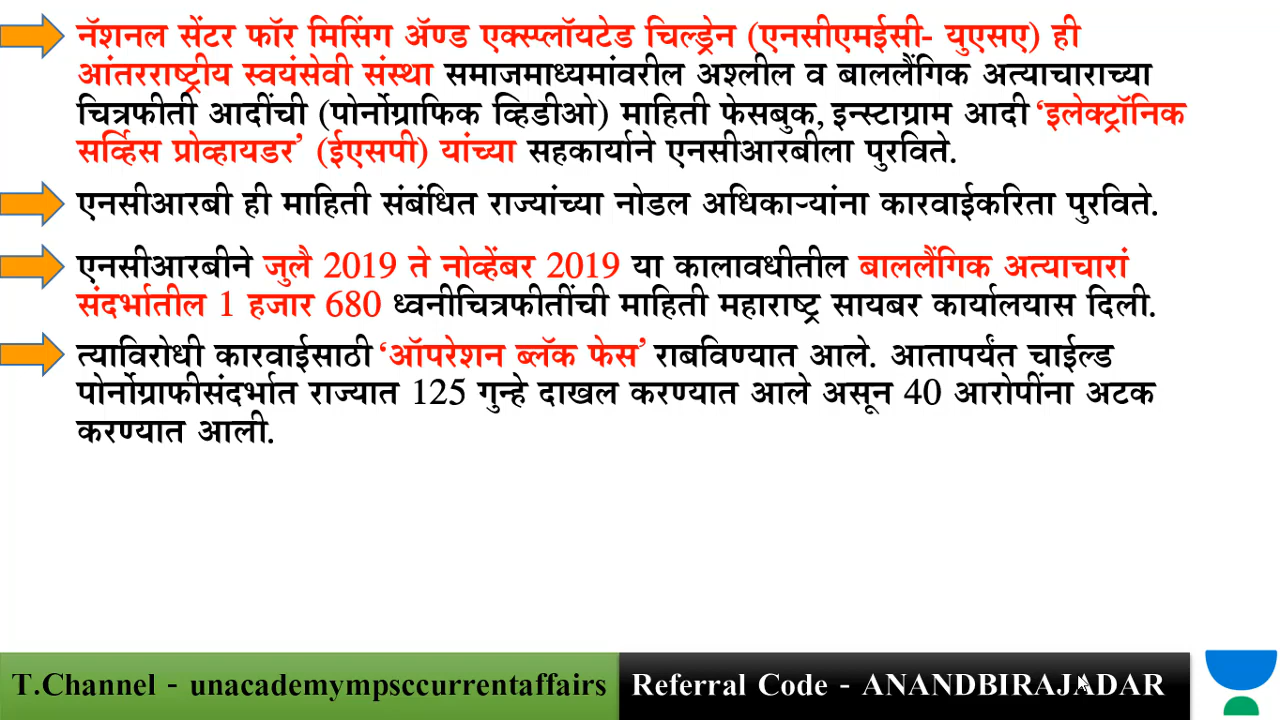 नॅशनल सेंटर फॉर मिसिंग ॲण्ड एक्स्प्लॉयटेड चिल्ड्रेन (एनसीएमईसी- युएसए) ही
आंतरराष्ट्रीय स्वयंसेवी संस्था समाजमाध्यमांवरील अश्लील व बाललैंगिक अत्याचाराच्या
चित्रफीती आदींची (पोर्नोग्राफिक व्हिडीओ) माहिती फेसबुक, इन्स्टाग्राम आदी ‘इलेक्ट्रॉनिक
सर्व्हिस प्रोव्हायडर’ (ईएसपी) यांच्या सहकार्याने एनसीआरबीला पुरविते.
एनसीआरबी ही माहिती संबंधित राज्यांच्या नोडल अधिकाऱ्यांना कारवाईकरिता पुरविते.
एनसीआरबीने जुलै 2019 ते नोव्हेंबर 2019 या कालावधीतील बाललैंगिक अत्याचारां
संदर्भातील 1 हजार 680 ध्वनीचित्रफीतींची माहिती महाराष्ट्र सायबर कार्यालयास दिली.
त्याविरोधी कारवाईसाठी ‘ऑपरेशन ब्लॅक फेस’ राबविण्यात आले. आतापर्यंत चाईल्ड
पोर्नोग्राफीसंदर्भात राज्यात 125 गुन्हे दाखल करण्यात आले असून 40 आरोपींना अटक
करण्यात आली.
T.Channel - unacademympsccurrentaffairs Referral Code - ANANDBIRAJADAR